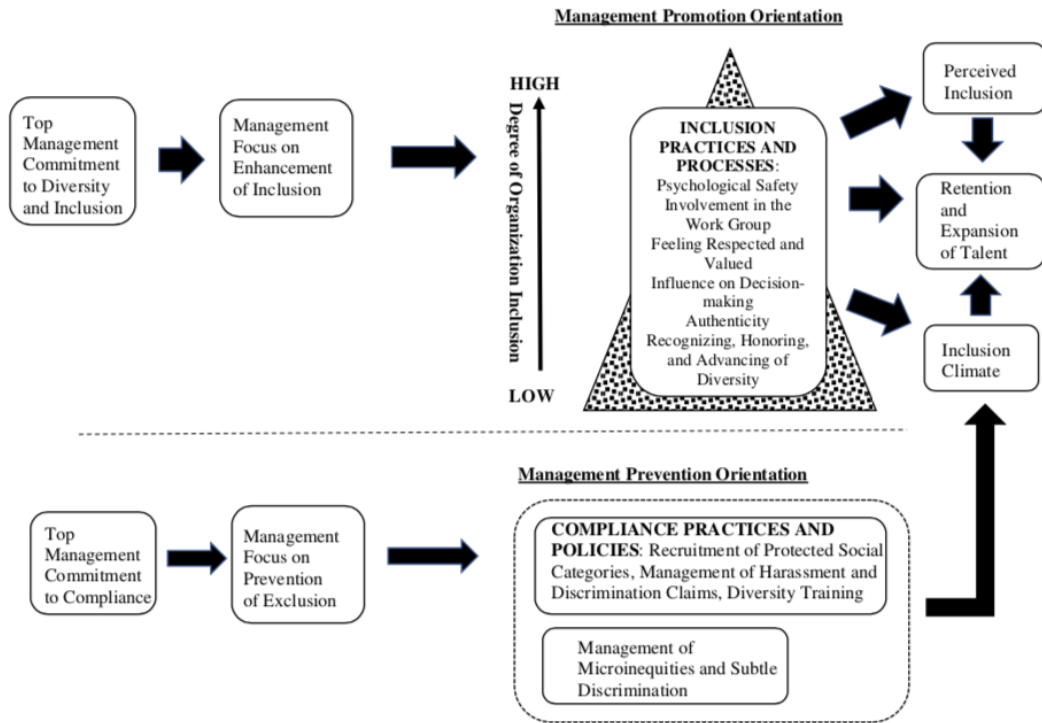 Management Promotion Orientation
Top
Management
Commitment
to Diversity
and Inclusion
Management
Focus on
Enhancement
of Inclusion
HIGH
Degree of Organization Inclusion
LOW
INCLUSION
PRACTICES AND
PROCESSES:
Psychological Safety
Involvement in the
Work Group
Feeling Respected and
Valued
Influence on Decision-
making
Authenticity
Recognizing, Honoring,
and Advancing of
Diversity
Perceived
Inclusion
Retention
and
Expansion
of Talent
Inclusion
Climate
Management Prevention Orientation
Top
Management
Commitment
to Compliance
Management
Focus on
Prevention
of Exclusion
COMPLIANCE PRACTICES AND
POLICIES: Recruitment of Protected Social
Categories, Management of Harassment and
Discrimination Claims, Diversity Training
Management of
Microinequities and Subtle
Discrimination